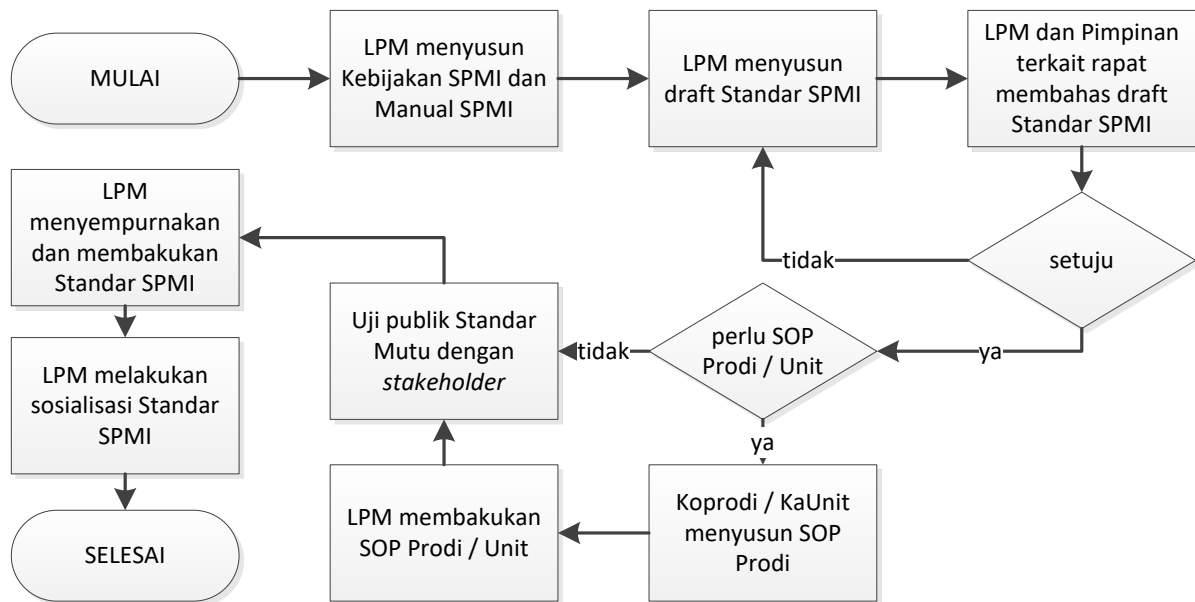 MULAI
LPM menyusun
Kebijakan SPMI dan
Manual SPMI
LPM menyusun
draft Standar SPMI
LPM dan Pimpinan
terkait rapat
membahas draft
Standar SPMI
setuju
tidak
ya
perlu SOP
Prodi / Unit
tidak
ya
Koprodi / KaUnit
menyusun SOP
Prodi
LPM membakukan
SOP Prodi / Unit
Uji publik Standar
Mutu dengan
stakeholder
LPM
menyempurnakan
dan membakukan
Standar SPMI
LPM melakukan
sosialisasi Standar
SPMI
SELESAI